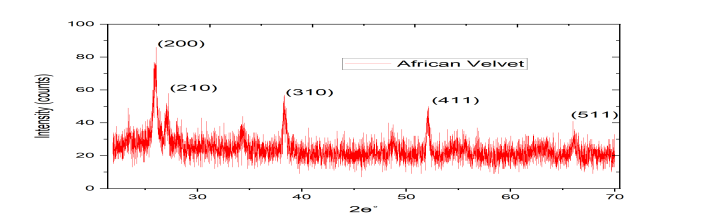 100
80
60
40
20
0
Intensity (counts)
(200)
(210)
(310)
(411)
(511)
African Velvet
30 40 50 60 70
2θ°